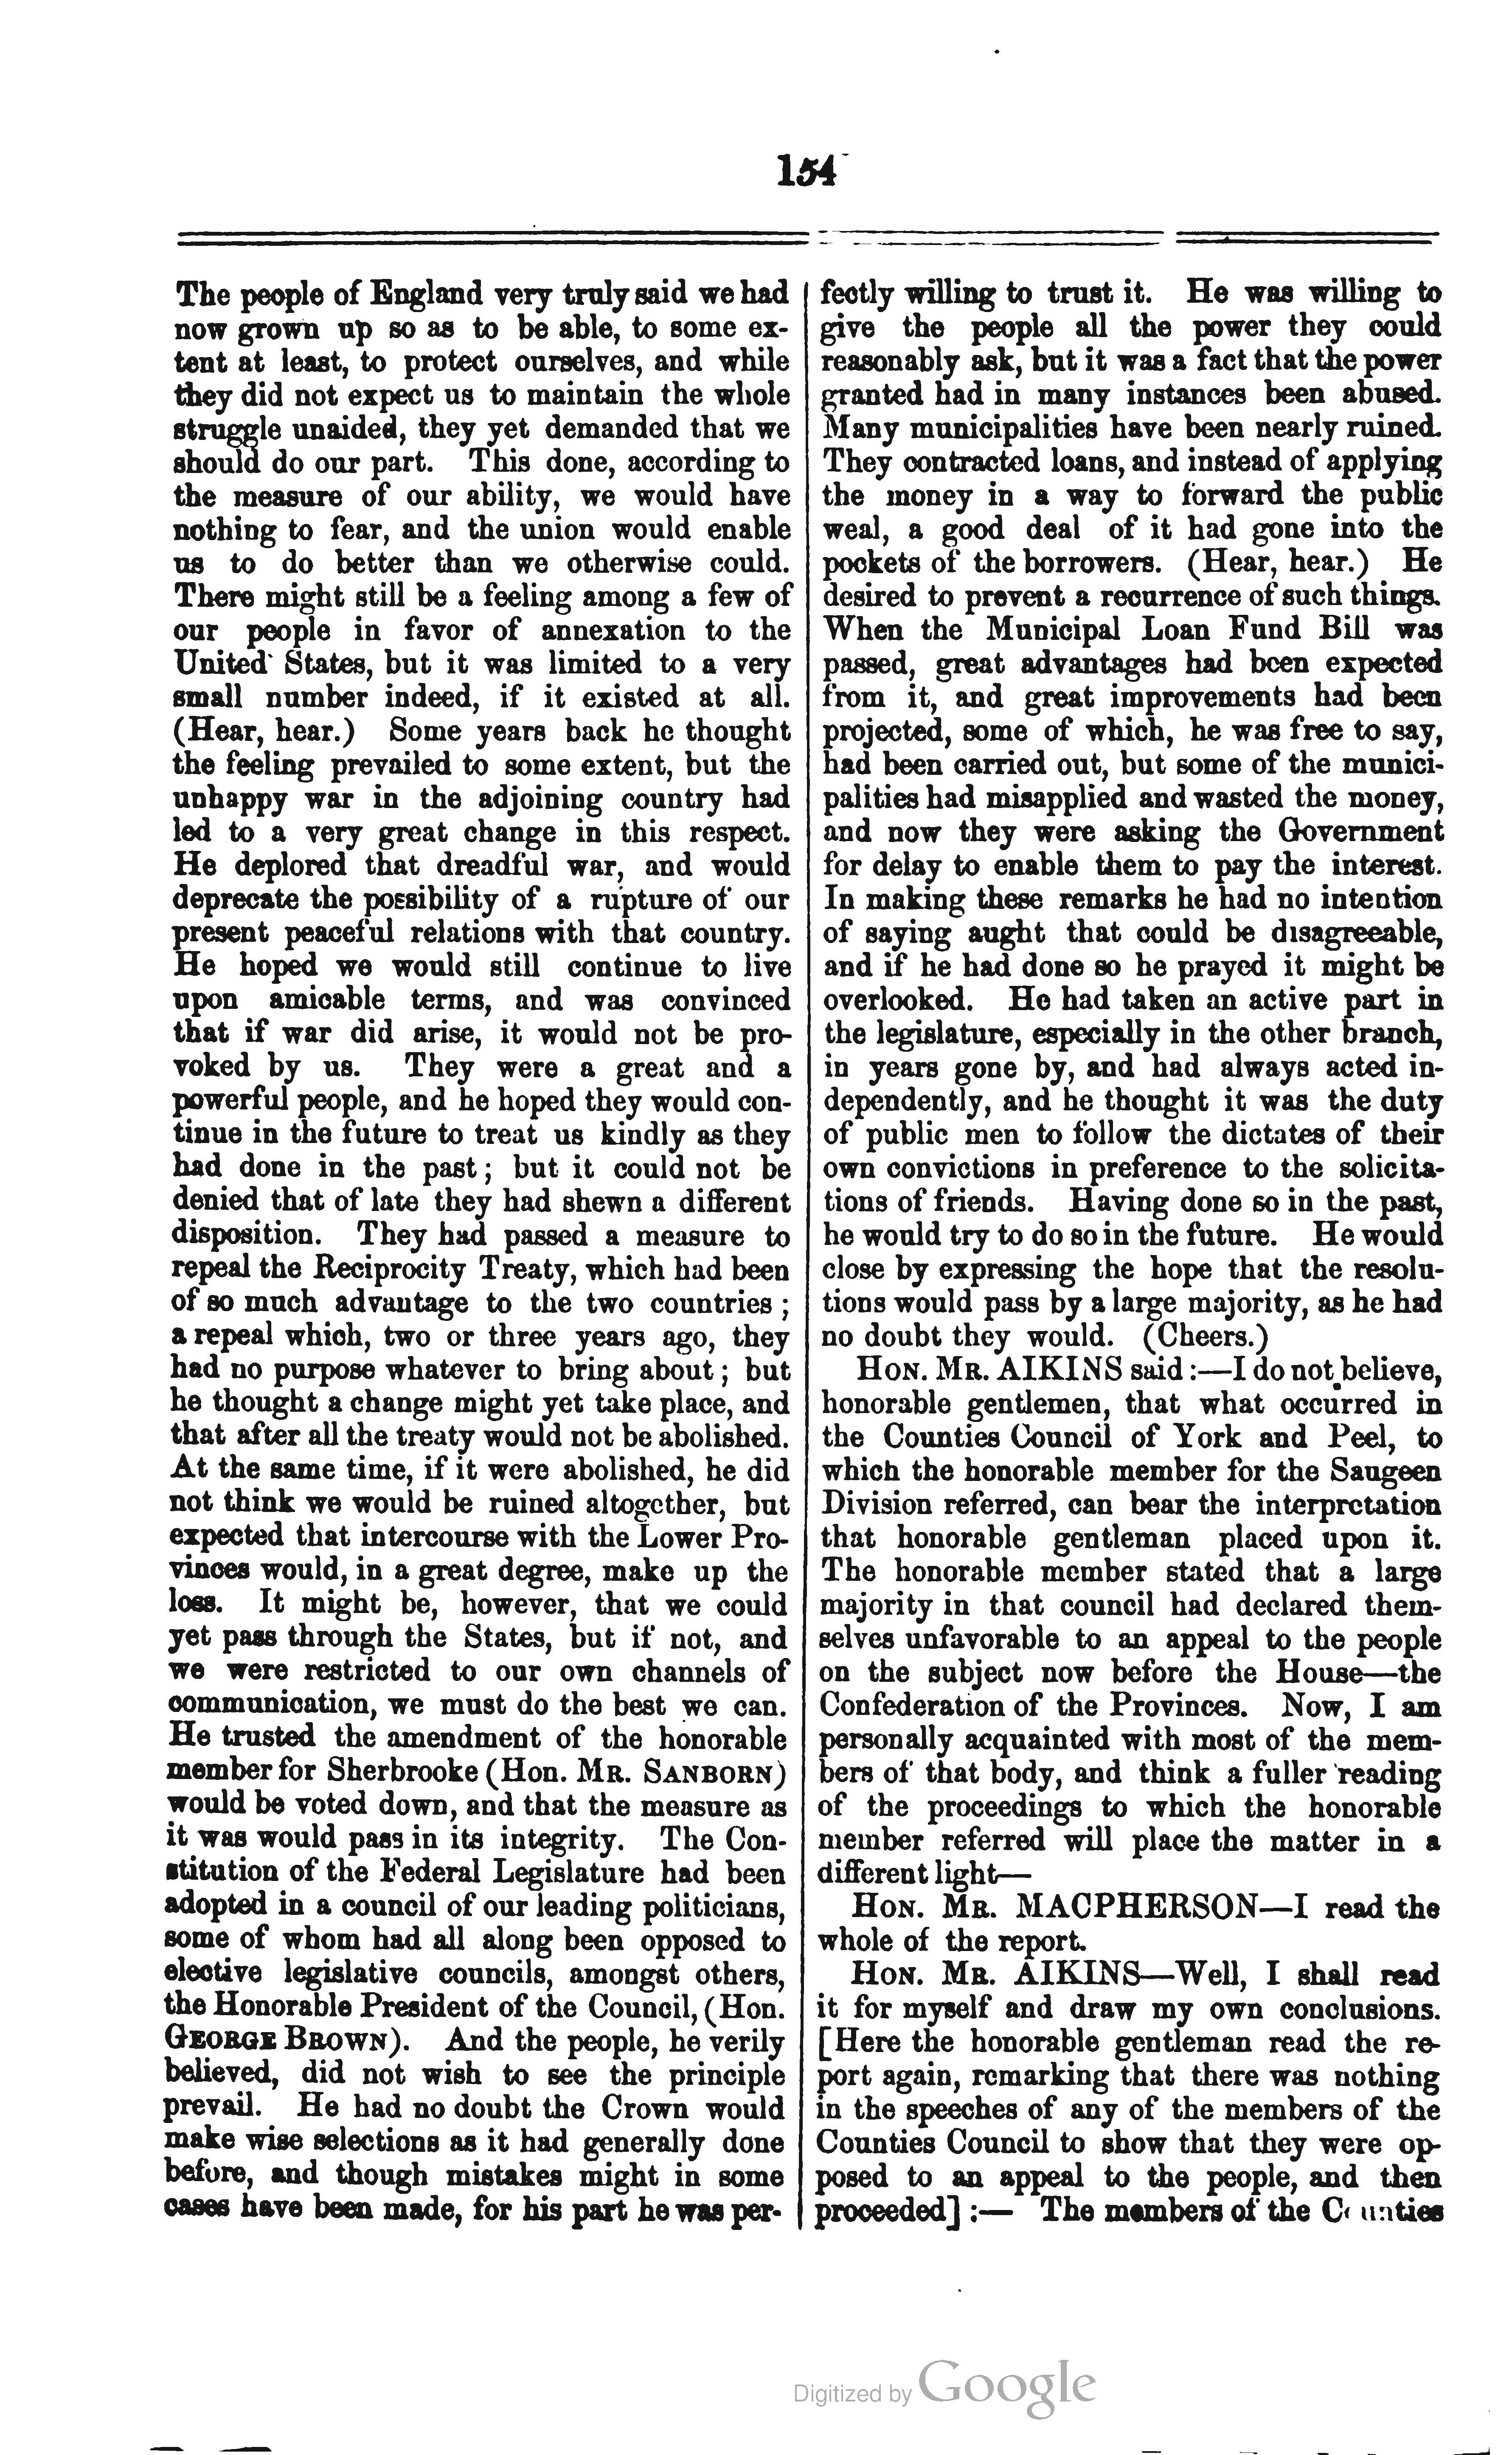 154
The people of England very truly said we had
now grown up so as to be able, to some ex-
tent at least, to protect ourselves, and while
they did not expect us to maintain the whole
struggle unaided, they yet demanded that we
should do our part. This done, according to
the measure of our ability, we would have
nothing to fear, and the union would enable
us to do better than we otherwise could.
There might still be a feeling among a few of
our people in favor of annexation to the
United States, but it was limited to a very
small number indeed, if it existed at all.
(Hear, hear.) Some years back he thought
the feeling prevailed to some extent, but the
unhappy war in the adjoining country had
led to a very great change in this respect.
He deplored that dreadful war, and would
deprecate the possibility of a rupture of our
present peaceful relations with that country.
He hoped we would still continue to live
upon amicable terms, and was convinced
that if war did arise, it would not be pro-
voked by us. They were a great and a
powerful people, and he hoped they would con-
tinue in the future to treat us kindly as they
had done in the past; but it could not be
denied that of late they had shewn a different
disposition. They had passed a measure to
repeal the Reciprocity Treaty, which had been
of so much advantage to the two countries;
a repeal which, two or three years ago, they
had no purpose whatever to bring about; but
he thought a change might yet take place, and
that after all the treaty would not be abolished.
At the same time, if it were abolished, he did
not think we would be ruined altogether, but
expected that intercourse with the Lower Pro-
vinces would, in a great degree, make up the
loss. It might be, however, that we could
yet pass through the States, but if not, and
we were restricted to our own channels of
communication, we must do the best we can.
He trusted the amendment of the honorable
member for Sherbrooke (Hon. MR. SANBORN)
would be voted down, and that the measure as
it was would pass in its integrity. The Con-
stitution of the Federal Legislature had been
adopted in a council of our leading politicians,
some of whom had all along been opposed to
elective legislative councils, amongst others,
the Honorable President of the Council, (Hon.
GEORGE BROWN). And the people, he verily
believed, did not wish to see the principle
prevail. He had no doubt the Crown would
make wise selections as it had generally done
before, and though mistakes might in some
cases have been made, for his part he was per-
fectly willing to trust it. He was willing to
give the people all the power they could
reasonably ask, but it was a fact that the power
granted had in many instances been abused.
Many municipalities have been nearly ruined.
They contracted loans, and instead of applying
the money in a way to forward the public
weal, a good deal of it had gone into the
pockets of the borrowers. (Hear, hear.) He
desired to prevent a recurrence of such things.
When the Municipal Loan Fund Bill was
passed, great advantages had been expected
from it, and great improvements had been
projected, some of which, he was free to say,
had been carried out, but some of the munici-
palities had misapplied and wasted the money,
and now they were asking the Government
for delay to enable them to pay the interest.
In making these remarks he had no intention
of saying aught that could be disagreeable,
and if he had done so he prayed it might be
overlooked. He had taken an active part in
the legislature, especially in the other branch,
in years gone by, and had always acted in-
dependently, and he thought it was the duty
of public men to follow the dictates of their
own convictions in preference to the solicita-
tions of friends. Having done so in the past,
he would try to do so in the future. He would
close by expressing the hope that the resolu-
tions would pass by a large majority, as he had
no doubt they would. (Cheers.)
HON. MR. AIKINS said:—I do not believe,
honorable gentlemen, that what occurred in
the Counties Council of York and Peel, to
which the honorable member for the Saugeen
Division referred, can bear the interpretation
that honorable gentleman placed upon it.
The honorable member stated that a large
majority in that council had declared them-
selves unfavorable to an appeal to the people
on the subject now before the House—the
Confederation of the Provinces. Now, I am
personally acquainted with most of the mem-
bers of that body, and think a fuller reading
of the proceedings to which the honorable
member referred will place the matter in a
different light—
HON. MR. MACPHERSON—I read the
whole of the report.
HON. MR. AIKINS—Well, I shall read
it for myself and draw my own conclusions.
[Here the honorable gentleman read the re-
port again, remarking that there was nothing
in the speeches of any of the members of the
Counties Council to show that they were op-
posed to an appeal to the people, and then
proceeded]:— The members of the Counties
Digitized by Google